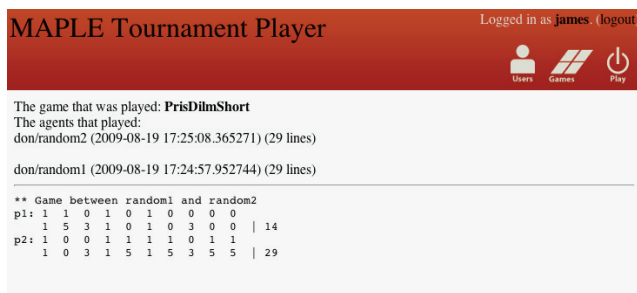 MAPLE Tournament Player
Logged in as james. (logout
Users Games Play
The game that was played: PrisDilmShort
The agents that played:
don/random2 (2009-08-19 17:25:08.365271) (29 lines)
don/random1 (2009-08-19 17:24:57.952744) (29 lines)
** Game between random1 and random2
p1: 1 1 0 1 0 1 0 0 0 0
1 5 3 1 0 1 0 3 0 0 | 14
p2: 1 0 0 1 1 1 1 0 1 1
1 0 3 1 5 1 5 3 5 5 | 29